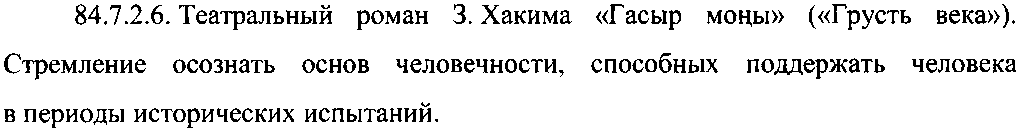 84.7.2.6. Театральный роман З. Хакима «Гасыр моңы» («Грусть века»).
Стремление осознать основ человечности, способных поддержать человека
в периоды исторических испытаний.